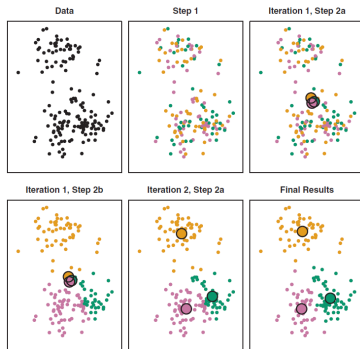 Data
Step 1
Iteration 1, Step 2a
Iteration 1, Step 2b
Iteration 2, Step 2a
Final Results